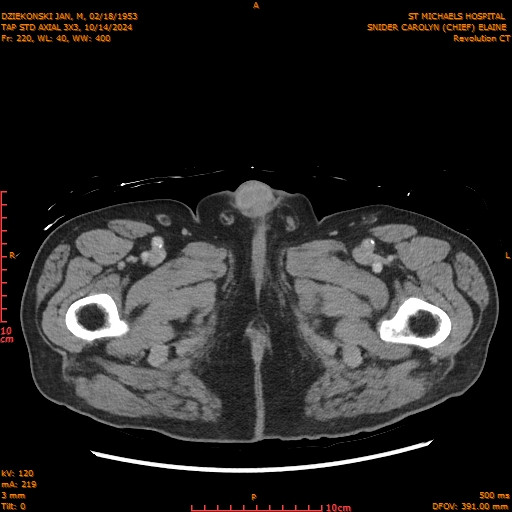 A
DZIEKONSKI JAN, M, 02/18/1953
TAP STD AXIAL 3X3, 10/14/2024
Fr: 220, WL: 40, WW: 400
ST MICHAELS HOSPITAL
SNIDER CAROLYN (CHIEF) ELAINE
Revolution CT
R
L
10
cm
kV: 120
mA: 219
3 mm
Tilt: 0
P
10cm
500 ms
DFOV: 391.00 mm